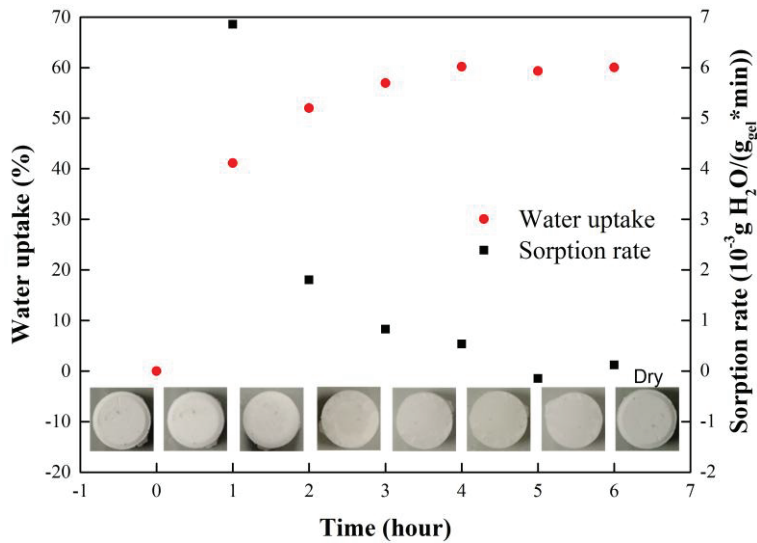 70
60
50
40
30
20
10
0
-10
-20
Water uptake (%)
7
6
5
4
3
2
1
0
-1
-2
Sorption rate (10⁻³g H₂O/(g_gel*min))
Water uptake
Sorption rate
Dry
-1 0 1 2 3 4 5 6 7
Time (hour)